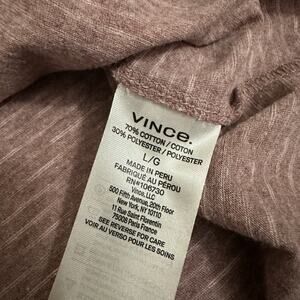 VINCE.
70% COTTON / COTON
30% POLYESTER / POLYESTER
L/G
MADE IN PERU
FABRIQUÉ AU PÉROU
RN#106730
Vince, LLC
500 Fifth Avenue, 20th Floor
New York, NY 10110
11 Rue Saint Florentin
75008 Paris France
SEE REVERSE FOR CARE
VOIR AU VERSO POUR LES SOINS